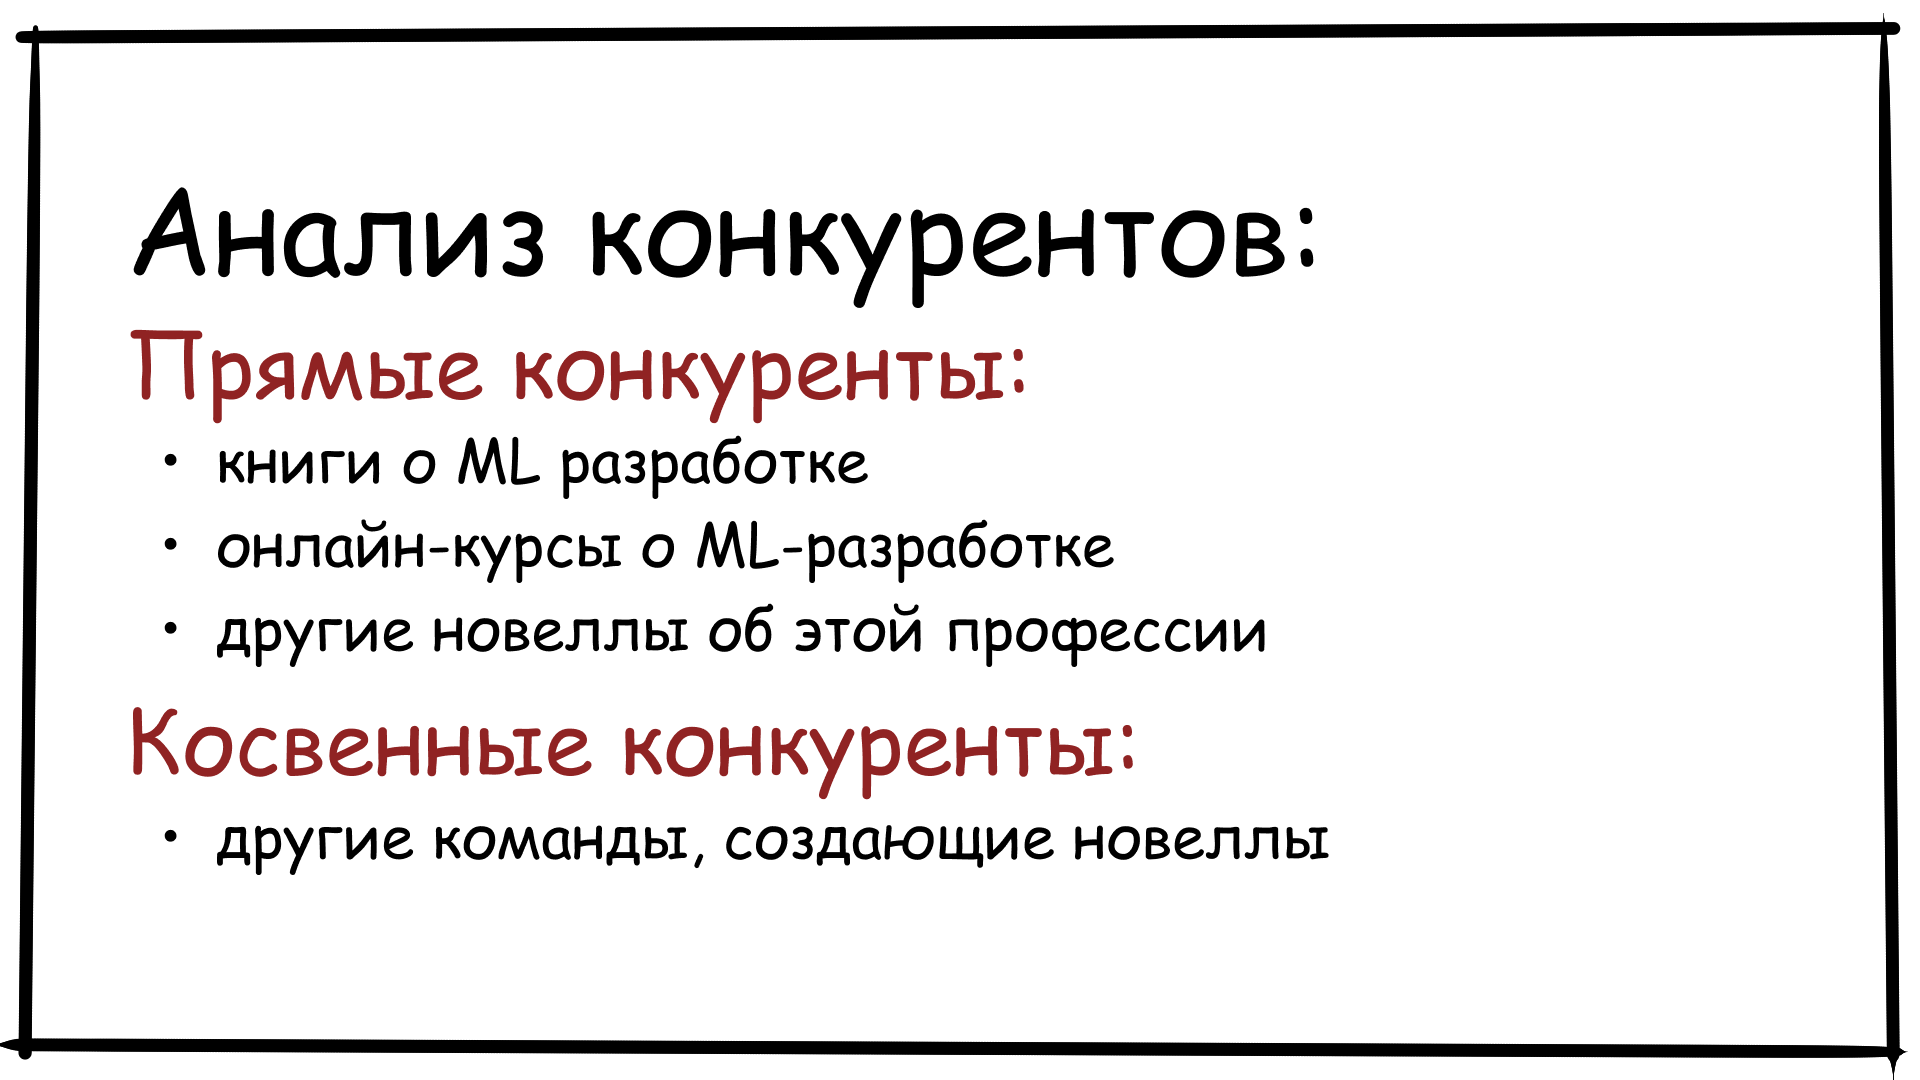 Анализ конкурентов:
Прямые конкуренты:
• книги о ML разработке
• онлайн-курсы о ML-разработке
• другие новеллы об этой профессии
Косвенные конкуренты:
• другие команды, создающие новеллы